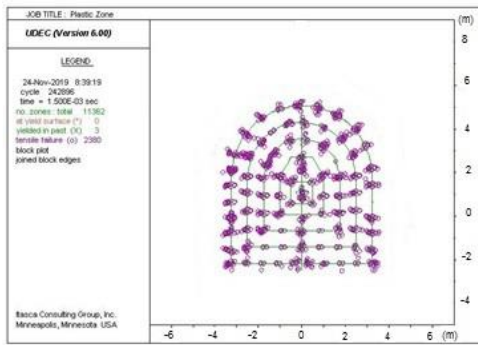 JOB TITLE : Plastic Zone
UDEC (Version 6.00)
LEGEND
24-Nov-2019 8:39:19
cycle 242896
time = 1.500E-03 sec
no. zones: total 11362
at yield surface (*) 0
yielded in past (X) 3
tensile failure (o) 2380
block plot
joined block edges
Itasca Consulting Group, Inc.
Minneapolis, Minnesota USA
(m)
8
6
4
2
0
-2
-4
-6 -4 -2 0 2 4 6 (m)